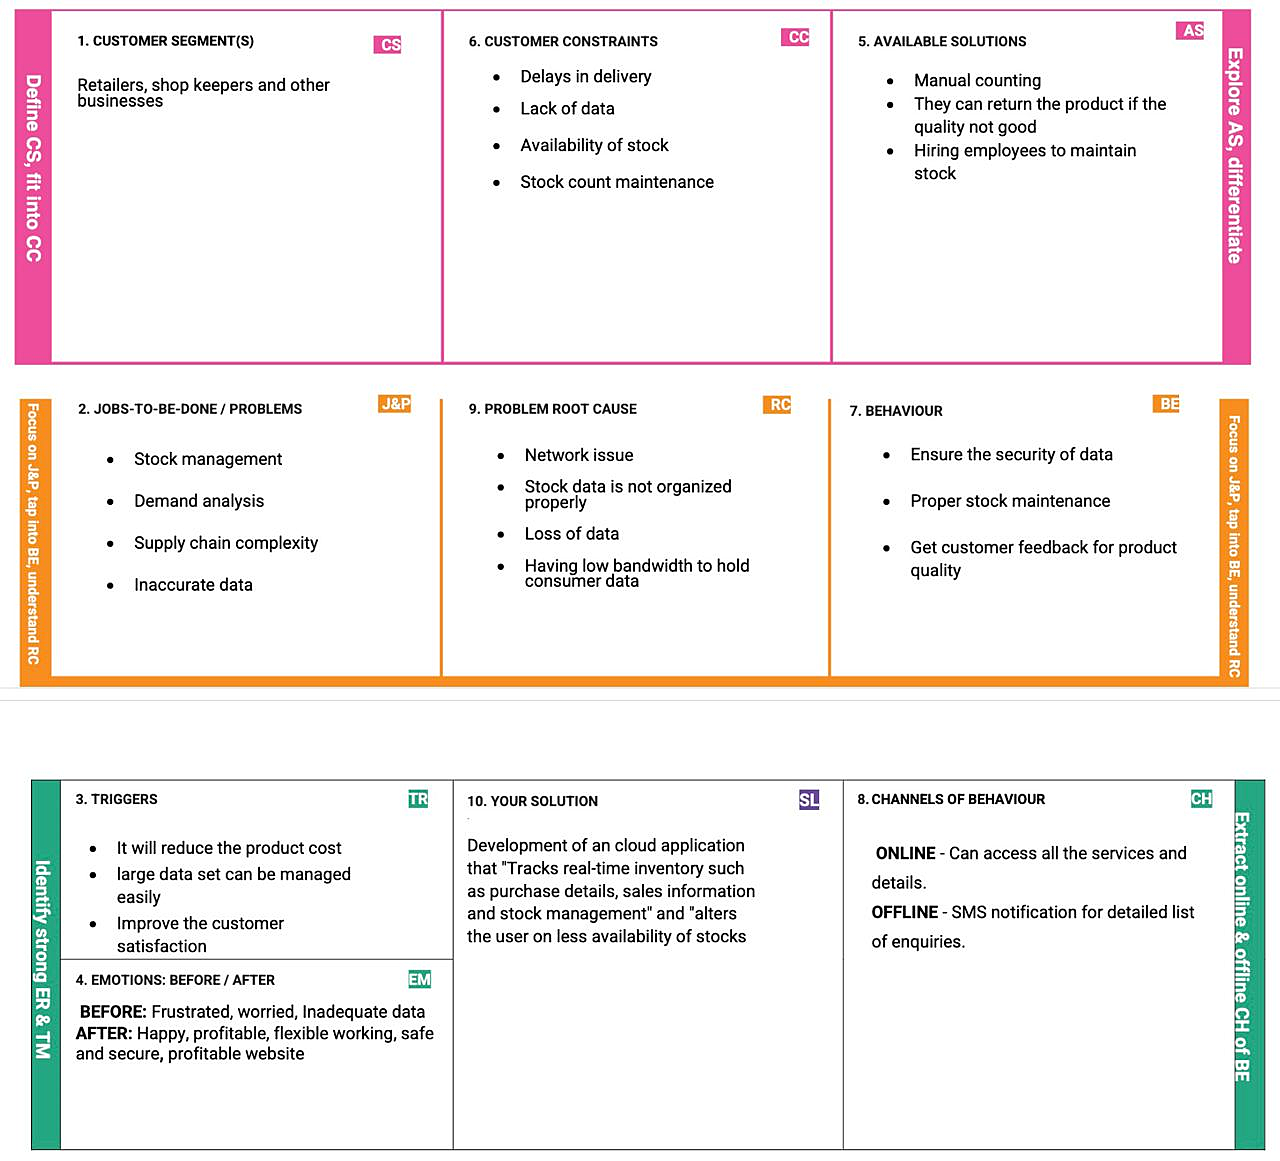 Define CS, fit into CC
1. CUSTOMER SEGMENT(S)
CS
Retailers, shop keepers and other
businesses
6. CUSTOMER CONSTRAINTS
CC
• Delays in delivery
• Lack of data
• Availability of stock
• Stock count maintenance
5. AVAILABLE SOLUTIONS
AS
• Manual counting
• They can return the product if the
quality not good
• Hiring employees to maintain
stock
Explore AS, differentiate
Focus on J&P, tap into BE, understand RC
2. JOBS-TO-BE-DONE / PROBLEMS
J&P
• Stock management
• Demand analysis
• Supply chain complexity
• Inaccurate data
9. PROBLEM ROOT CAUSE
RC
• Network issue
• Stock data is not organized
properly
• Loss of data
• Having low bandwidth to hold
consumer data
7. BEHAVIOUR
BE
• Ensure the security of data
• Proper stock maintenance
• Get customer feedback for product
quality
Focus on J&P, tap into BE, understand RC
Identify strong ER & TM
3. TRIGGERS
TR
• It will reduce the product cost
• large data set can be managed
easily
• Improve the customer
satisfaction
4. EMOTIONS: BEFORE / AFTER
EM
BEFORE: Frustrated, worried, Inadequate data
AFTER: Happy, profitable, flexible working, safe
and secure, profitable website
10. YOUR SOLUTION
SL
Development of an cloud application
that "Tracks real-time inventory such
as purchase details, sales information
and stock management" and "alters
the user on less availability of stocks
8. CHANNELS OF BEHAVIOUR
CH
ONLINE - Can access all the services and
details.
OFFLINE - SMS notification for detailed list
of enquiries.
Extract online & offline CH of BE